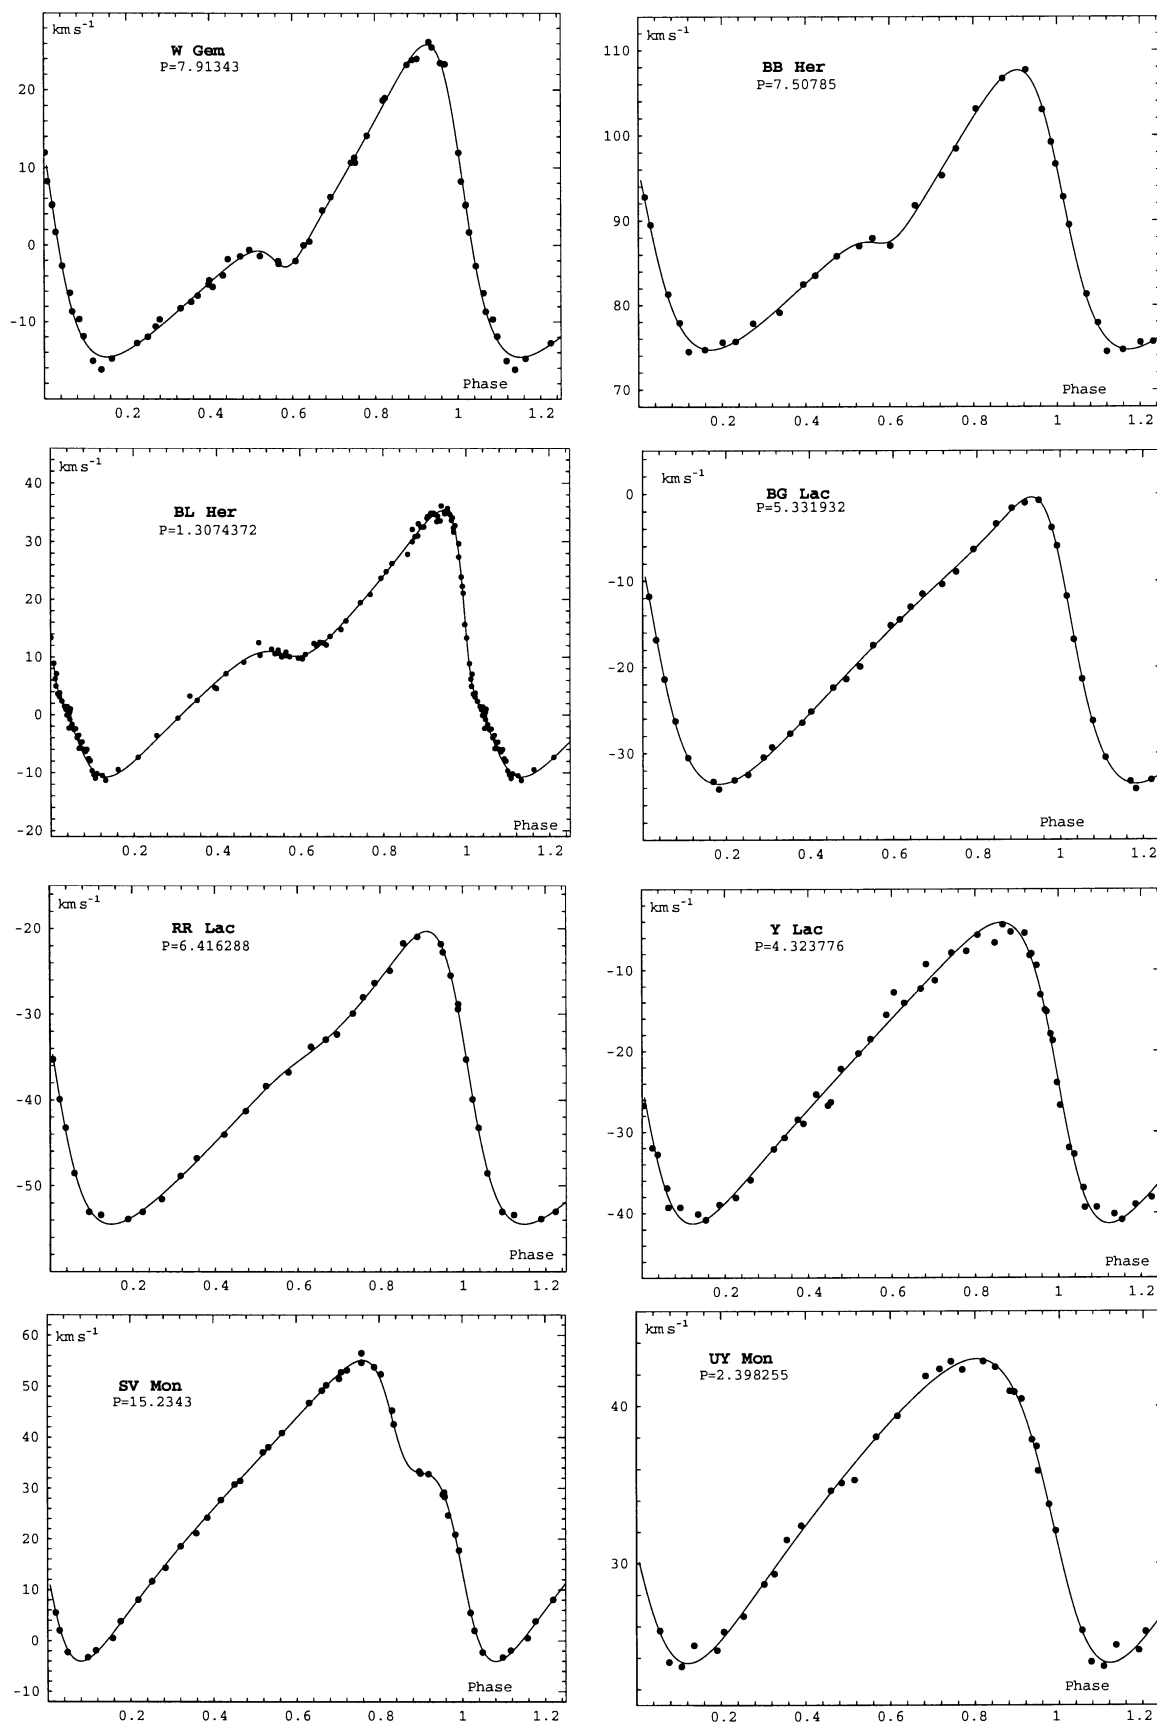 km s⁻¹
W Gem
P=7.91343
20
10
0
-10
Phase
0.2 0.4 0.6 0.8 1 1.2
km s⁻¹
BB Her
P=7.50785
110
100
90
80
70
Phase
0.2 0.4 0.6 0.8 1 1.2
km s⁻¹
BL Her
P=1.3074372
40
30
20
10
0
-10
-20
Phase
0.2 0.4 0.6 0.8 1 1.2
km s⁻¹
BG Lac
P=5.331932
0
-10
-20
-30
Phase
0.2 0.4 0.6 0.8 1 1.2
km s⁻¹
RR Lac
P=6.416288
-20
-30
-40
-50
Phase
0.2 0.4 0.6 0.8 1 1.2
km s⁻¹
Y Lac
P=4.323776
-10
-20
-30
-40
Phase
0.2 0.4 0.6 0.8 1 1.2
km s⁻¹
SV Mon
P=15.2343
60
50
40
30
20
10
0
-10
Phase
0.2 0.4 0.6 0.8 1 1.2
km s⁻¹
UY Mon
P=2.398255
40
30
Phase
0.2 0.4 0.6 0.8 1 1.2